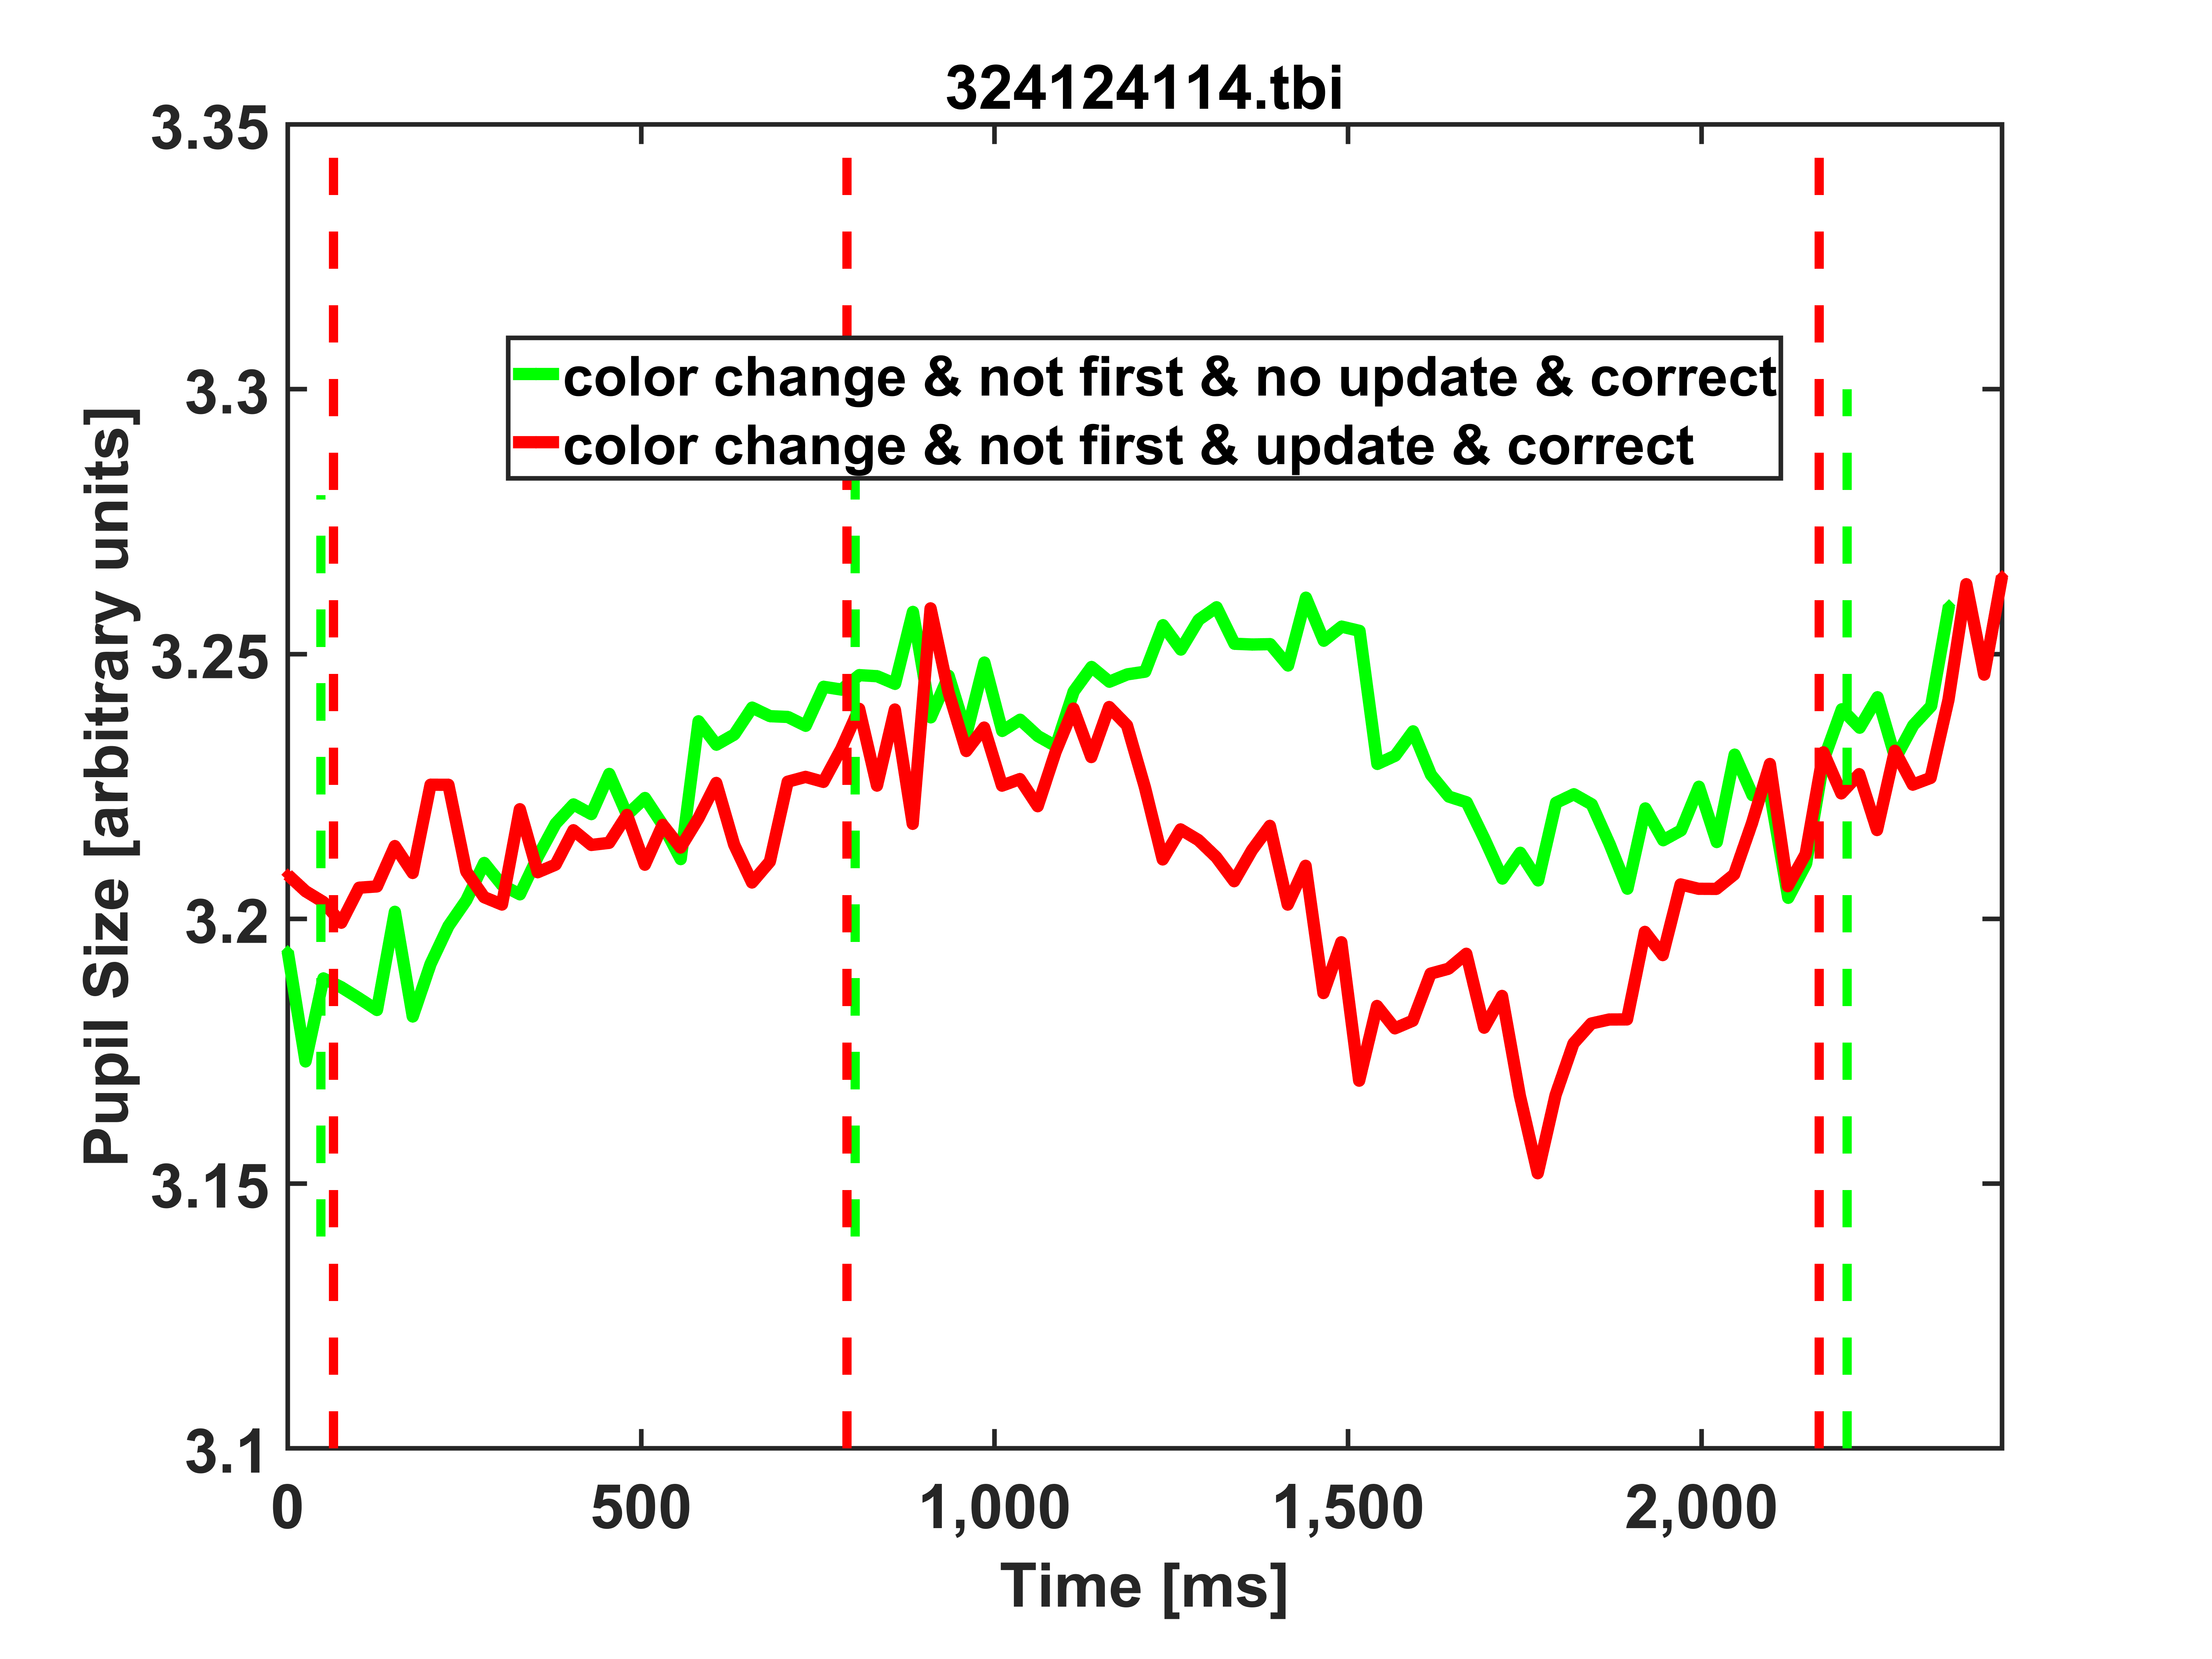 324124114.tbi
3.35
3.3
3.25
3.2
3.15
3.1
Pupil Size [arbitrary units]
color change & not first & no update & correct
color change & not first & update & correct
0 500 1,000 1,500 2,000
Time [ms]